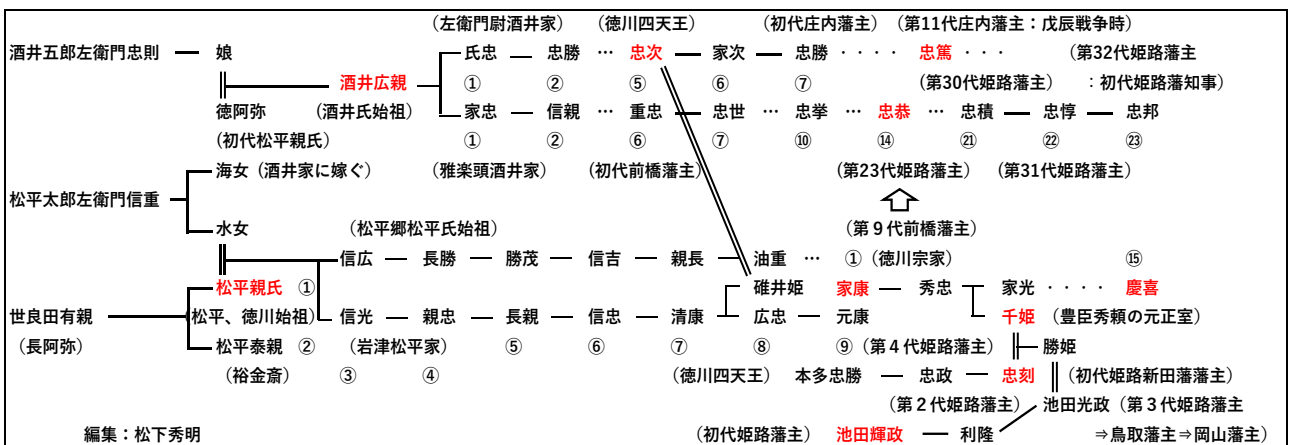 （左衛門尉酒井家） （徳川四天王） （初代庄内藩主） （第11代庄内藩主：戊辰戦争時）
酒井五郎左衛門忠則 ― 娘 氏忠 ― 忠勝 … 忠次 ― 家次 ― 忠勝 ・・・・ 忠篤 ・・・ （第32代姫路藩主
酒井広親 ① ② ⑤ ⑥ ⑦ （第30代姫路藩主） ：初代姫路藩知事）
徳阿弥 （酒井氏始祖） 家忠 ― 信親 … 重忠 ― 忠世 … 忠挙 … 忠恭 … 忠積 ― 忠惇 ― 忠邦
（初代松平親氏） ① ② ⑥ ⑦ ⑩ ⑭ ㉑ ㉒ ㉓
海女（酒井家に嫁ぐ） （雅楽頭酒井家） （初代前橋藩主） （第23代姫路藩主） （第31代姫路藩主）
松平太郎左衛門信重
水女 （松平郷松平氏始祖） （第９代前橋藩主）
信広 ― 長勝 ― 勝茂 ― 信吉 ― 親長 ― 油重 … ①（徳川宗家） ⑮
松平親氏 ① 碓井姫 家康 ― 秀忠 家光 ・・・・ 慶喜
世良田有親 （松平、徳川始祖） 信光 ― 親忠 ― 長親 ― 信忠 ― 清康 広忠 ― 元康 千姫 （豊臣秀頼の元正室）
（長阿弥） 松平泰親 ② （岩津松平家） ⑤ ⑥ ⑦ ⑧ ⑨ （第４代姫路藩主） 勝姫
（裕金斎） ③ ④ （徳川四天王） 本多忠勝 ― 忠政 ― 忠刻 （初代姫路新田藩藩主）
（第２代姫路藩主） 池田光政 （第３代姫路藩主
編集：松下秀明 （初代姫路藩主） 池田輝政 ― 利隆 ⇒鳥取藩主⇒岡山藩主）